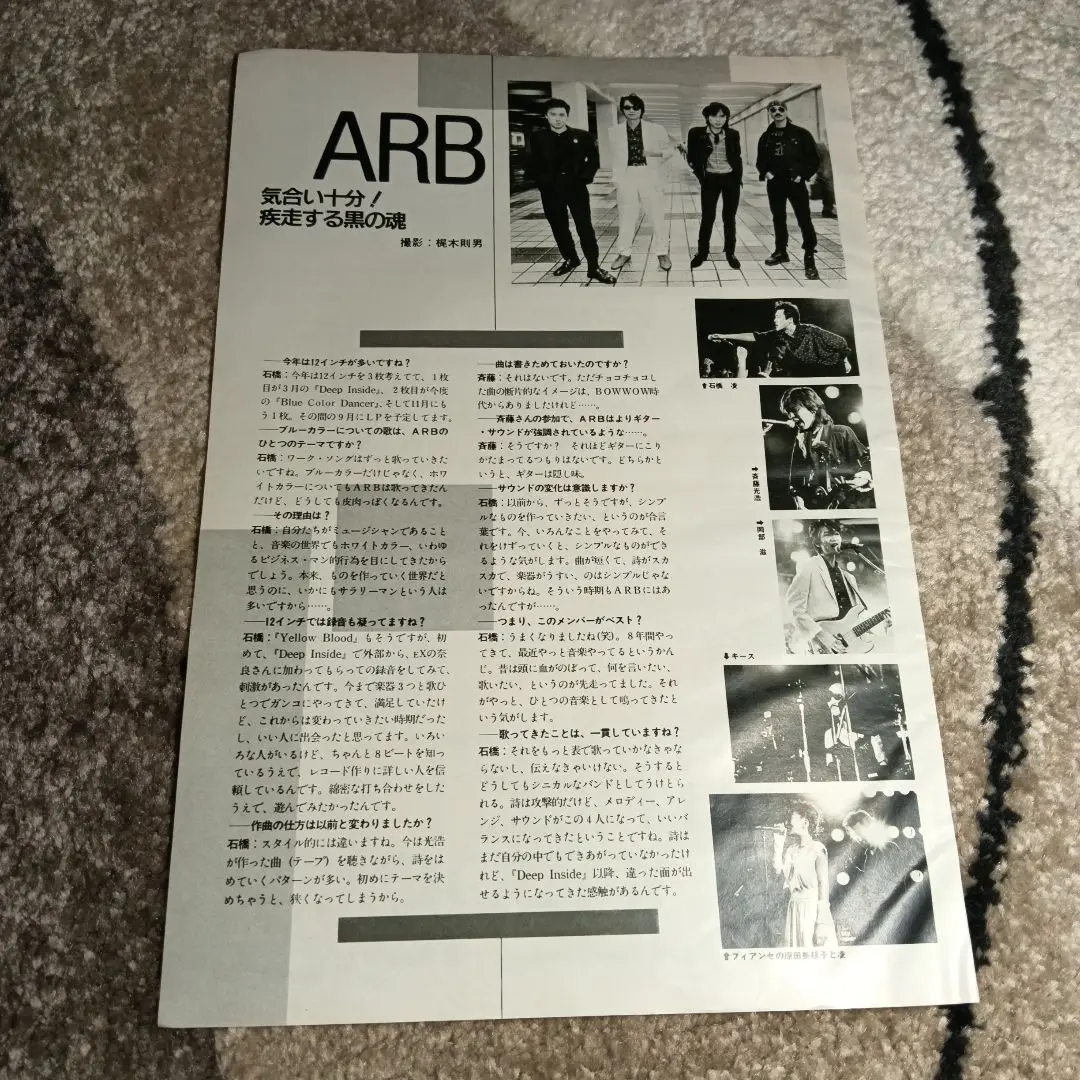 ARB
気合い十分!
疾走する黒の魂
撮影:梶木則男
――今年は12インチが多いですね?
石橋:今年は12インチを3枚考えてて、1枚
目が3月の『Deep Inside』、2枚目が今度
の『Blue Color Dancer』、そして11月にも
う1枚。その間の9月にLPを予定してます。
――ブルーカラーについての歌は、ARBの
ひとつのテーマですか?
石橋:ワーク・ソングはずっと歌っていきた
いですね。ブルーカラーだけじゃなく、ホワ
イトカラーについてもARBは歌ってきたん
だけど、どうしても皮肉っぽくなるんです。
――その理由は?
石橋:自分たちがミュージシャンであるこ
と、音楽の世界でもホワイトカラー、いわゆ
るビジネス・マン的行為を目にしてきたから
でしょう。本来、ものを作っていく世界だと
思うのに、いかにもサラリーマンという人は
多いですから……。
――12インチでは録音も凝ってますね?
石橋:『Yellow Blood』もそうですが、初
めて、『Deep Inside』で外部から、EXの奈
良さんに加わってもらっての録音をしてみて、
刺激があったんです。今まで楽器3つと歌ひ
とつでガンコにやってきて、満足していたけ
ど、これからは変わっていきたい時期だった
し、いい人に出会ったと思ってます。いろい
ろな人がいるけど、ちゃんと8ビートを知っ
ているうえで、レコード作りに詳しい人を信
頼しているんです。綿密な打ち合わせをした
うえで、遊んでみたかったんです。
――作曲の仕方は以前と変わりましたか?
石橋:スタイル的には違いますね。今は光浩
が作った曲(テープ)を聴きながら、詩をは
めていくパターンが多い。初めにテーマを決
めちゃうと、狭くなってしまうから。
――曲は書きためておいたのですか?
斉藤:それはないです。ただチョコチョコし
た曲の断片的なイメージは、BOWWOW時
代からありましたけれど……。
――斉藤さんの参加で、ARBはよりギター
・サウンドが強調されているような……。
斉藤:そうですか? それほどギターにこり
かたまってるつもりはないです。どちらかと
いうと、ギターは隠し味。
――サウンドの変化は意識しますか?
石橋:以前から、ずっとそうですが、シンプ
ルなものを作っていきたい、というのが合言
葉です。今、いろんなことをやってみて、そ
れをけずっていくと、シンプルなものができ
るような気がします。曲が短くて、詩がスカ
スカで、楽器がうすい、のはシンプルじゃな
いですからね。そういう時期もARBにはあ
ったんですが……。
――つまり、このメンバーがベスト?
石橋:うまくなりましたね(笑)。8年間やっ
てきて、最近やっと音楽やってるというかん
じ。昔は頭に血がのぼって、何を言いたい、
歌いたい、というのが先走ってました。それ
がやっと、ひとつの音楽として鳴ってきたと
いう気がします。
――歌ってきたことは、一貫していますね?
石橋:それをもっと表で歌っていかなきゃな
らないし、伝えなきゃいけない。そうすると
どうしてもシニカルなバンドとしてうけとら
れる。詩は攻撃的だけど、メロディー、アレ
ンジ、サウンドがこの4人になって、いいバ
ランスになってきたということですね。詩は
まだ自分の中でもできあがっていなかったけ
れど、『Deep Inside』以降、違った面が出
せるようになってきた感触があるんです。
⬆石橋 凌
⬆斉藤光浩
⬆岡部 滋
⬇キース
⬆フィアンセの原田美枝子と凌